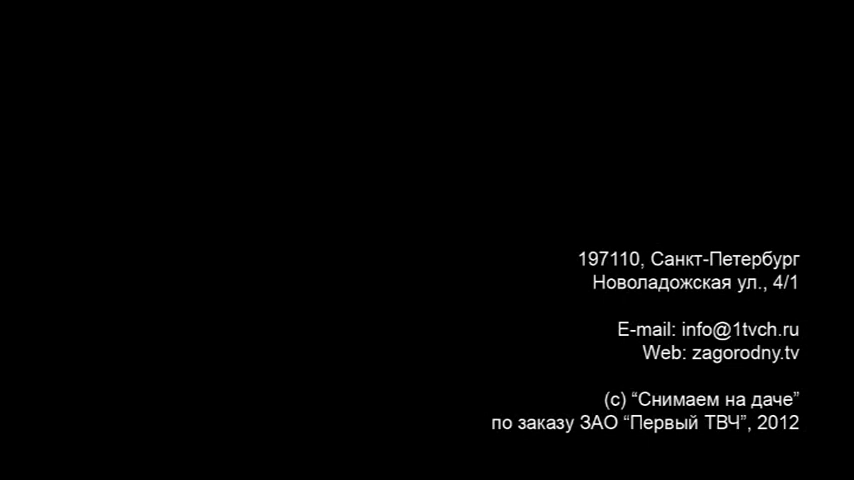 197110, Санкт-Петербург
Новоладожская ул., 4/1
E-mail: info@1tvch.ru
Web: zagorodny.tv
(с) “Снимаем на даче”
по заказу ЗАО “Первый ТВЧ”, 2012